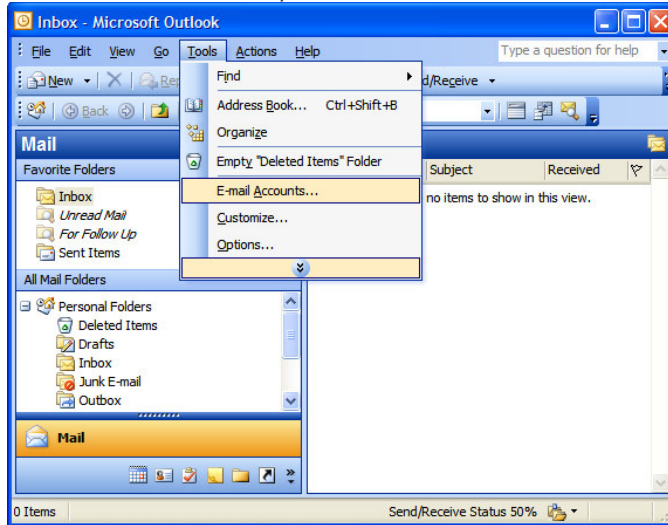 Inbox - Microsoft Outlook
File Edit View Go Tools Actions Help Type a question for help
New Rep d/Receive
Back
Find
Address Book... Ctrl+Shift+B
Organize
Empty "Deleted Items" Folder
E-mail Accounts...
Customize...
Options...
Mail
Favorite Folders
Subject Received
Inbox
no items to show in this view.
Unread Mail
For Follow Up
Sent Items
All Mail Folders
Personal Folders
Deleted Items
Drafts
Inbox
Junk E-mail
Outbox
Mail
0 Items Send/Receive Status 50%